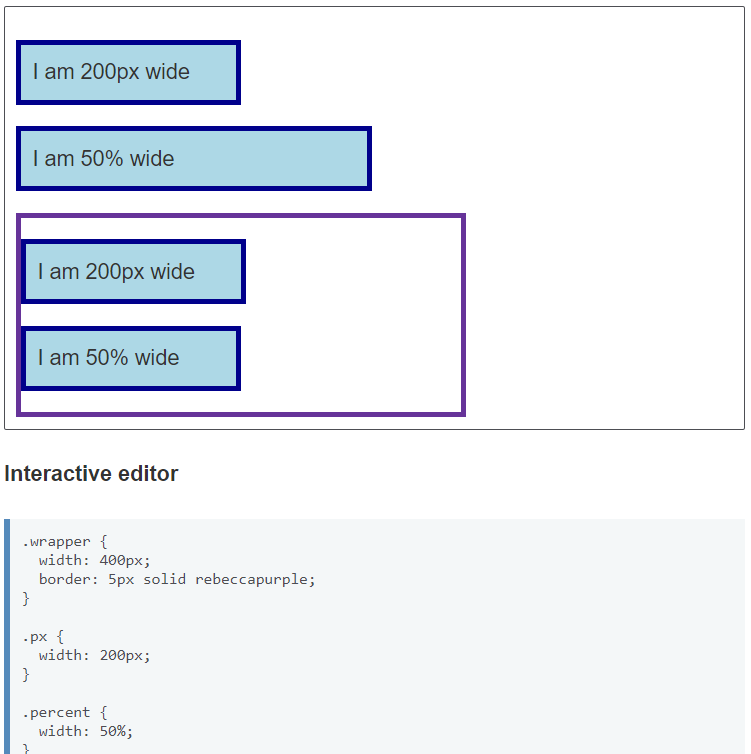 I am 200px wide
I am 50% wide
I am 200px wide
I am 50% wide
Interactive editor
.wrapper {
  width: 400px;
  border: 5px solid rebeccapurple;
}
.px {
  width: 200px;
}
.percent {
  width: 50%;
}